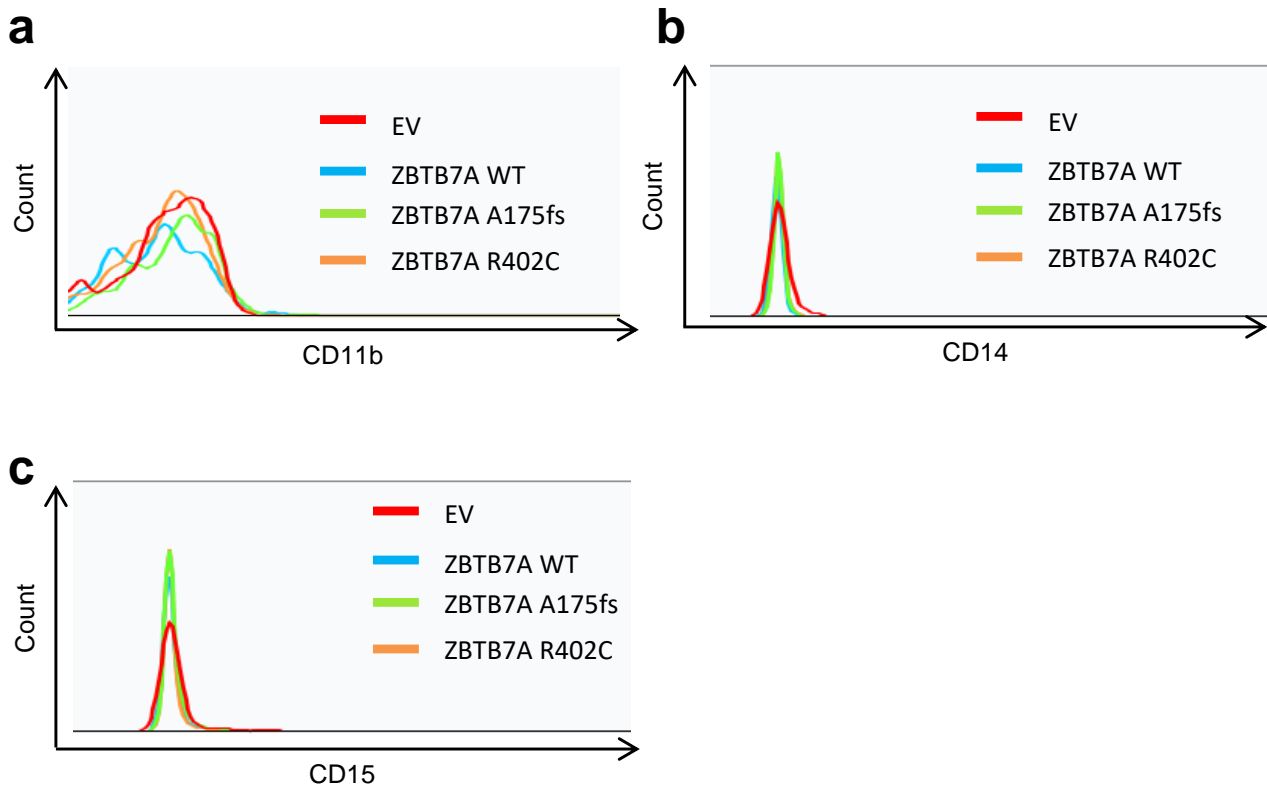 a
Count
EV
ZBTB7A WT
ZBTB7A A175fs
ZBTB7A R402C
CD11b
b
Count
EV
ZBTB7A WT
ZBTB7A A175fs
ZBTB7A R402C
CD14
c
Count
EV
ZBTB7A WT
ZBTB7A A175fs
ZBTB7A R402C
CD15